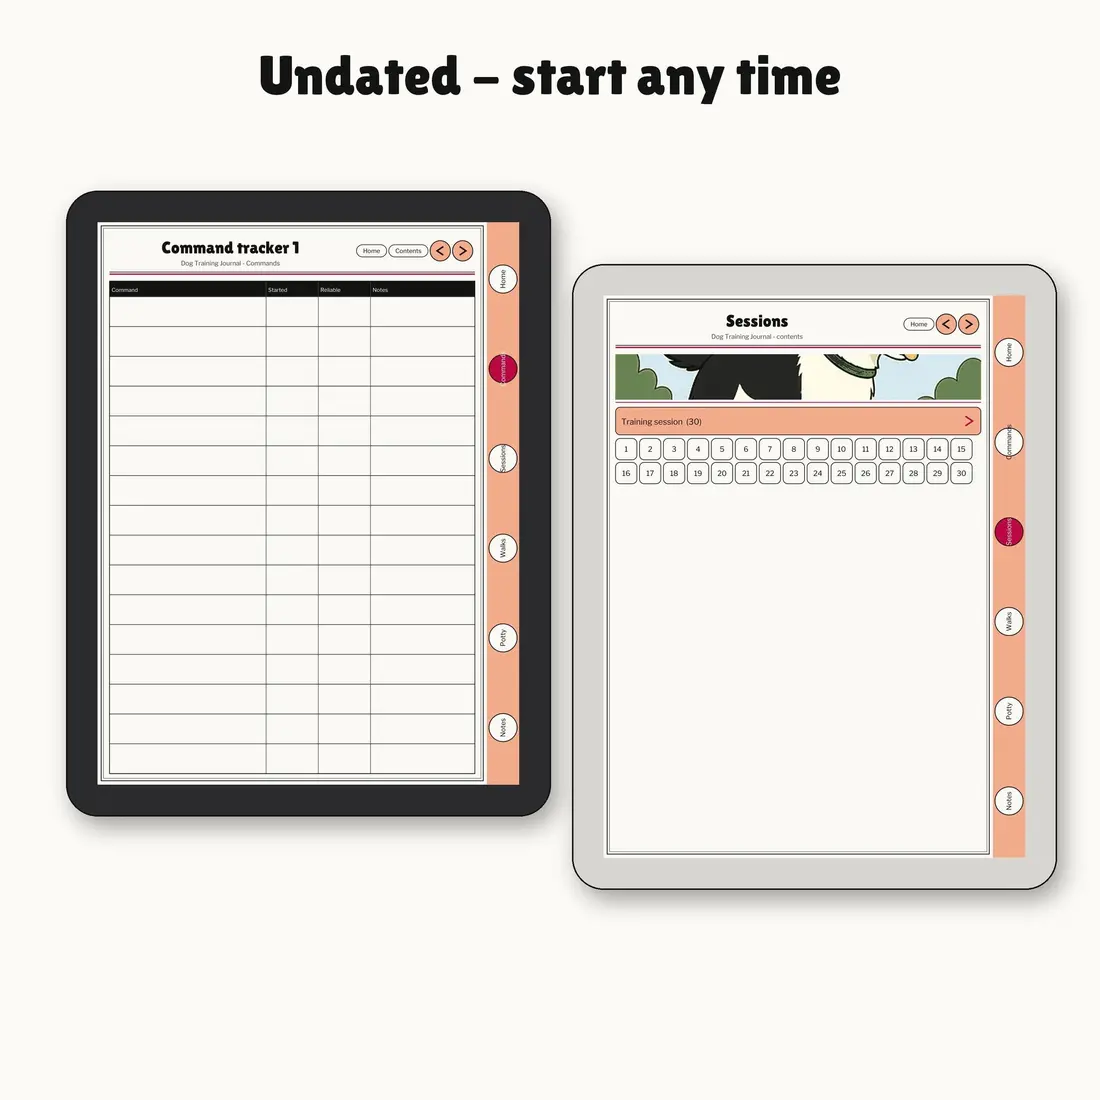 Undated – start any time
Command tracker 1
Dog Training Journal - Commands
Home
Contents
<
>
Command
Started
Reliable
Notes
Home
Commands
Sessions
Walks
Potty
Notes
Sessions
Dog Training Journal - contents
Home
<
>
Training session (30)
>
1 2 3 4 5 6 7 8 9 10 11 12 13 14 15
16 17 18 19 20 21 22 23 24 25 26 27 28 29 30
Home
Commands
Sessions
Walks
Potty
Notes